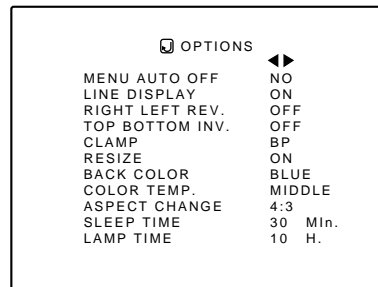 OPTIONS
MENU AUTO OFF NO
LINE DISPLAY ON
RIGHT LEFT REV. OFF
TOP BOTTOM INV. OFF
CLAMP BP
RESIZE ON
BACK COLOR BLUE
COLOR TEMP. MIDDLE
ASPECT CHANGE 4:3
SLEEP TIME 30 MIn.
LAMP TIME 10 H.